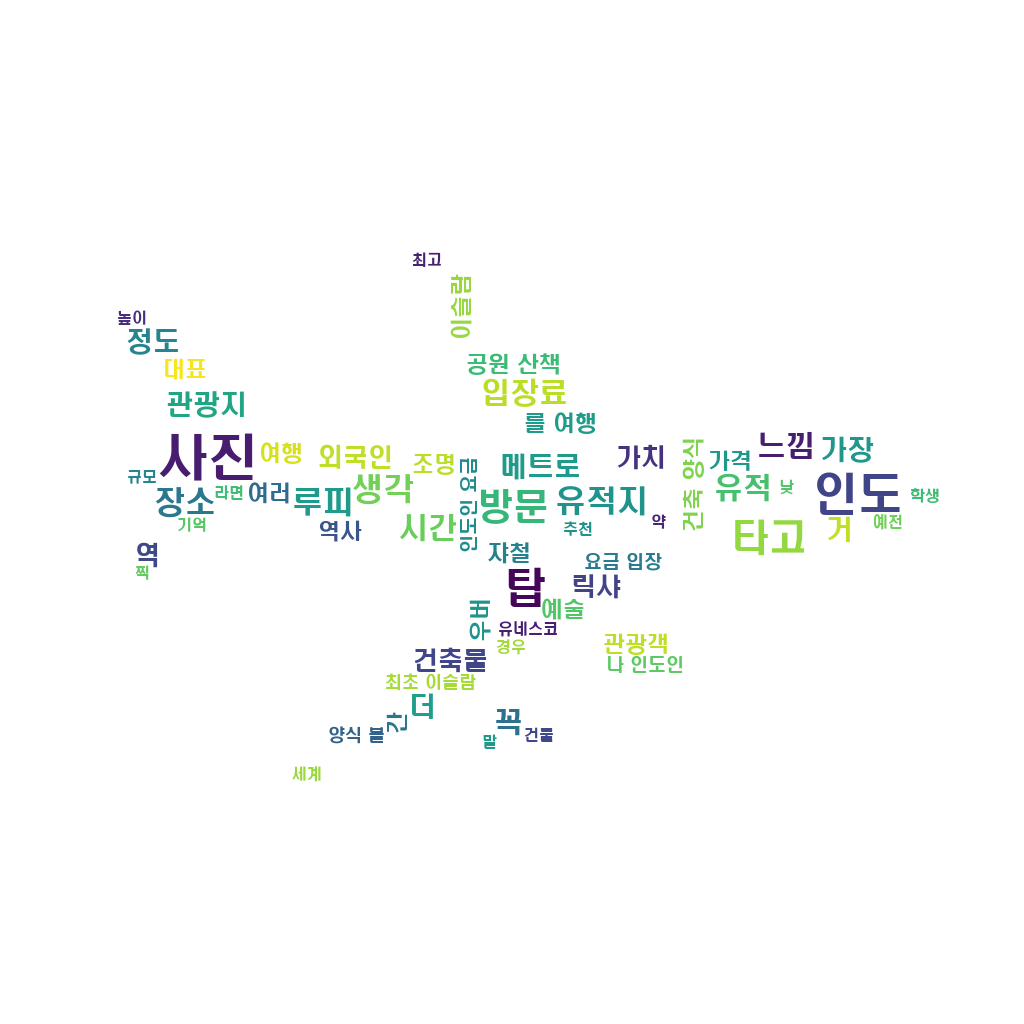 최고
이슬람
높이
정도
대표
공원 산책
관광지
입장료
를 여행
사진
여행
외국인
조명
메트로
가치
건축 양식
가격
느낌
가장
규모
장소
라면
여러
루피
생각
인도인 요금
방문
유적지
유적
낮
인도
학생
기억
역사
시간
추천
약
타고
거
예전
역
찍
쟈철
요금 입장
탑
릭샤
예술
우버
유네스코
경우
관광객
나 인도인
건축물
최초 이슬람
더
간
양식 블
꼭
말
건물
세계